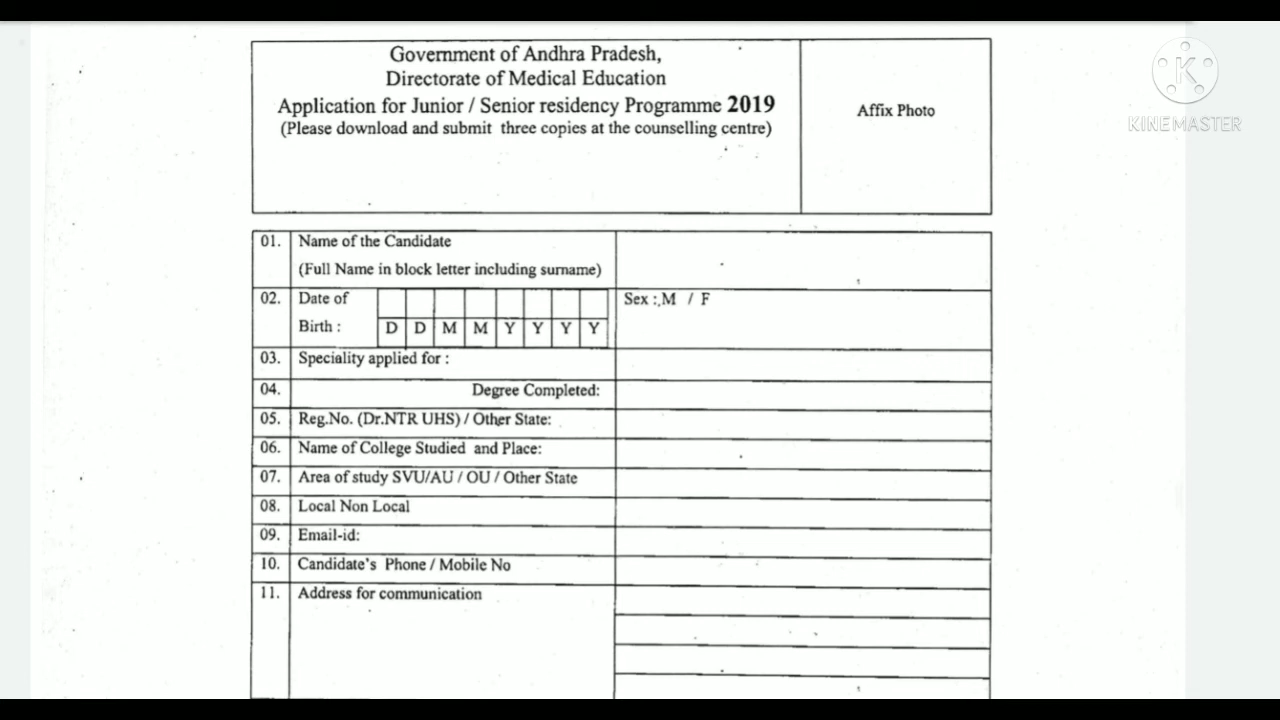 Government of Andhra Pradesh,
Directorate of Medical Education
Application for Junior / Senior residency Programme 2019
(Please download and submit three copies at the counselling centre)
Affix Photo
K
KINEMASTER
01. Name of the Candidate
(Full Name in block letter including surname)
02. Date of
Birth :
D D M M Y Y Y Y
Sex : M / F
03. Speciality applied for :
04. Degree Completed:
05. Reg.No. (Dr.NTR UHS) / Other State:
06. Name of College Studied and Place:
07. Area of study SVU/AU / OU / Other State
08. Local Non Local
09. Email-id:
10. Candidate's Phone / Mobile No
11. Address for communication